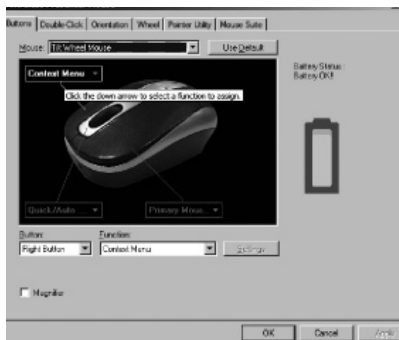 Buttons Double-Click Orientation Wheel Pointer Utility Mouse Suite
Mouse: Tilt Wheel Mouse Use Default
Battery Status:
Battery OK!
Context Menu
Click the down arrow to select a function to assign.
Quick/Auto Primary Mous...
Button: Function:
Right Button Context Menu Settings
Magnifier
OK Cancel Apply